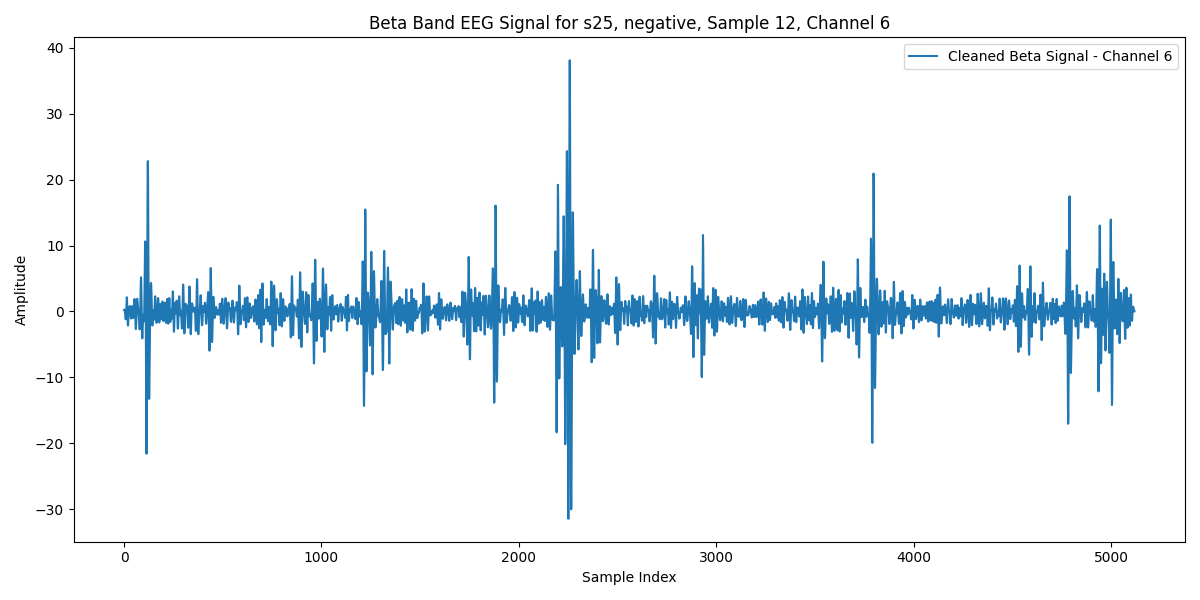 Beta Band EEG Signal for s25, negative, Sample 12, Channel 6
Cleaned Beta Signal - Channel 6
Amplitude
40
30
20
10
0
−10
−20
−30
0 1000 2000 3000 4000 5000
Sample Index